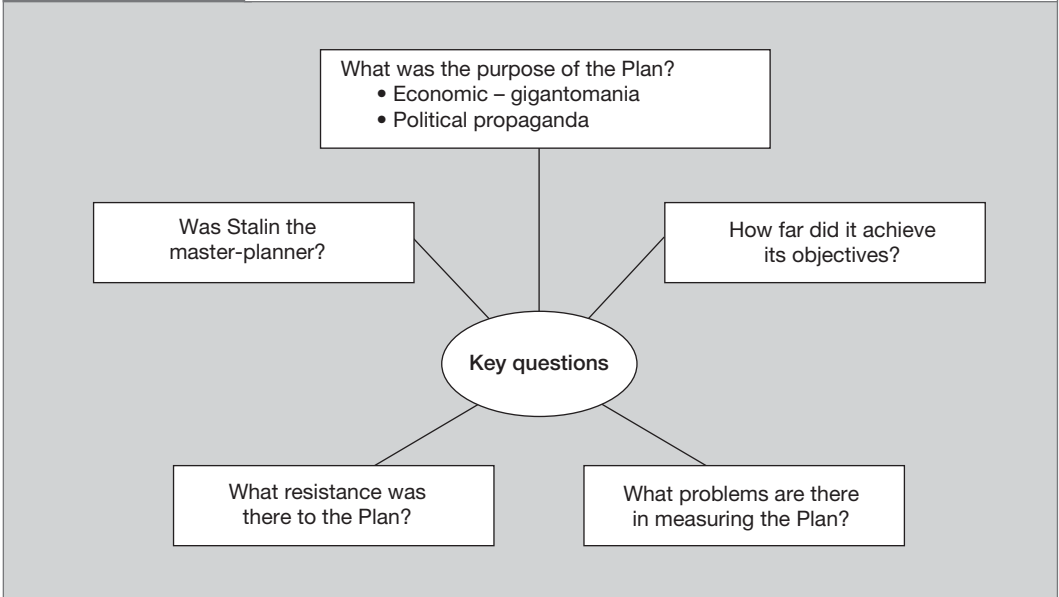 What was the purpose of the Plan?
• Economic – gigantomania
• Political propaganda
Was Stalin the
master-planner?
How far did it achieve
its objectives?
Key questions
What resistance was
there to the Plan?
What problems are there
in measuring the Plan?